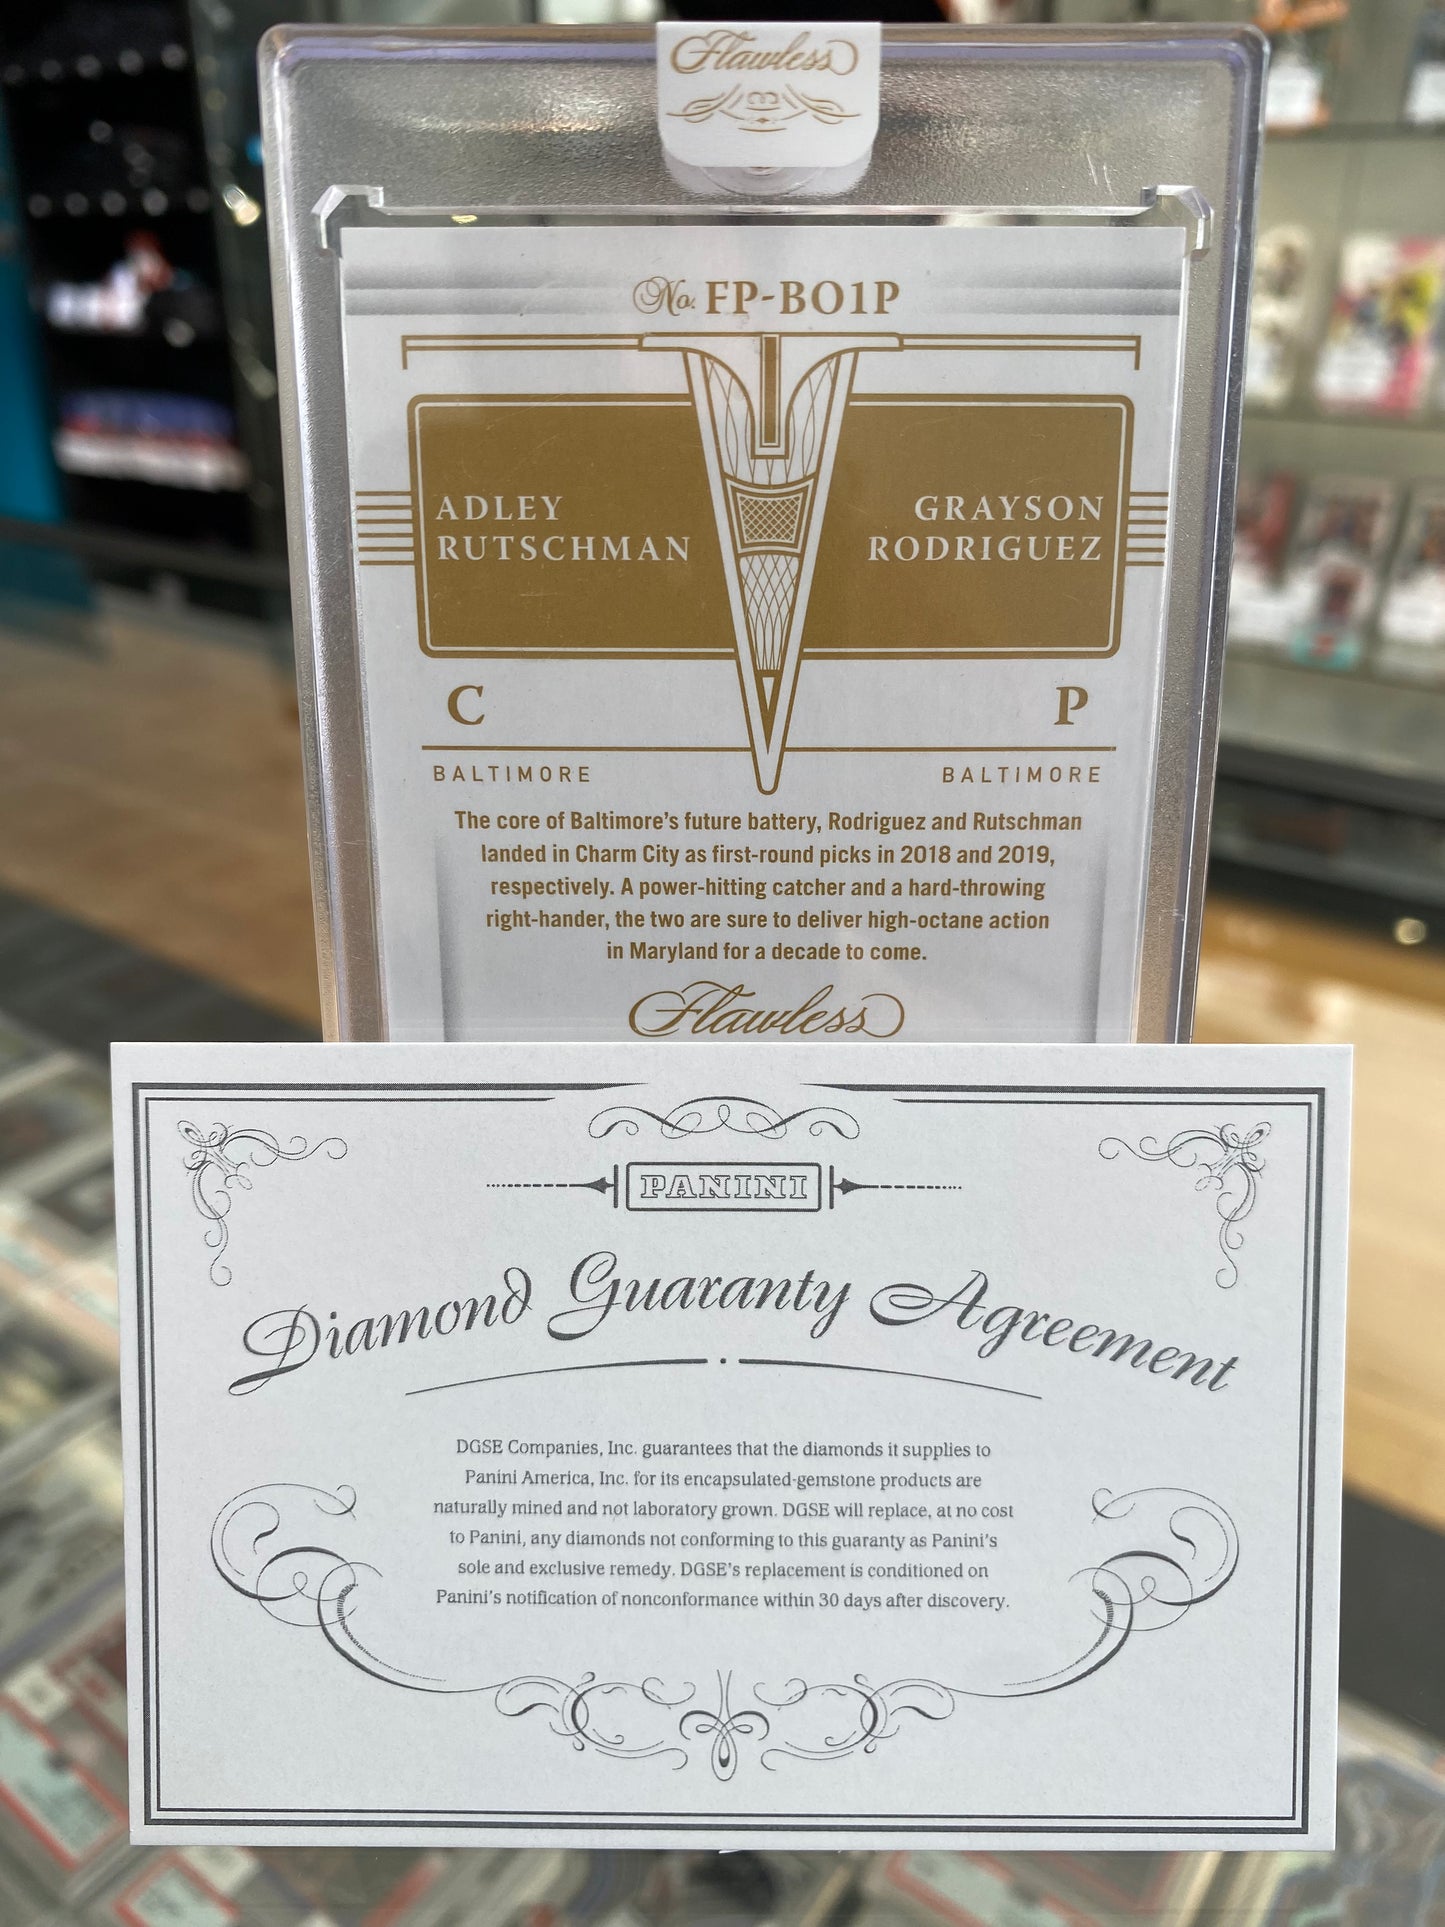 Flawless
No. FP-BO1P
ADLEY
RUTSCHMAN
GRAYSON
RODRIGUEZ
C
P
BALTIMORE
BALTIMORE
The core of Baltimore's future battery, Rodriguez and Rutschman
landed in Charm City as first-round picks in 2018 and 2019,
respectively. A power-hitting catcher and a hard-throwing
right-hander, the two are sure to deliver high-octane action
in Maryland for a decade to come.
Flawless
PANINI
Diamond Guaranty Agreement
DGSE Companies, Inc. guarantees that the diamonds it supplies to
Panini America, Inc. for its encapsulated-gemstone products are
naturally mined and not laboratory grown. DGSE will replace, at no cost
to Panini, any diamonds not conforming to this guaranty as Panini's
sole and exclusive remedy. DGSE's replacement is conditioned on
Panini's notification of nonconformance within 30 days after discovery.